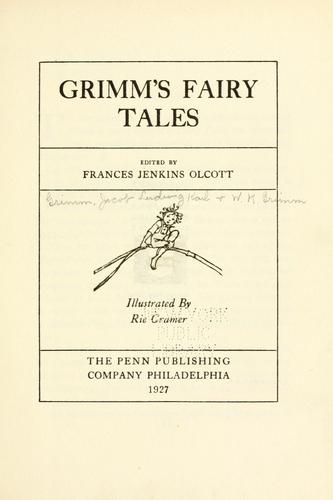 GRIMM'S FAIRY
TALES
EDITED BY
FRANCES JENKINS OLCOTT
Grimm, Jacob Ludwig Karl + W. K Grimm
Illustrated By
Rie Cramer
PUBLIC
THE PENN PUBLISHING
COMPANY PHILADELPHIA
1927